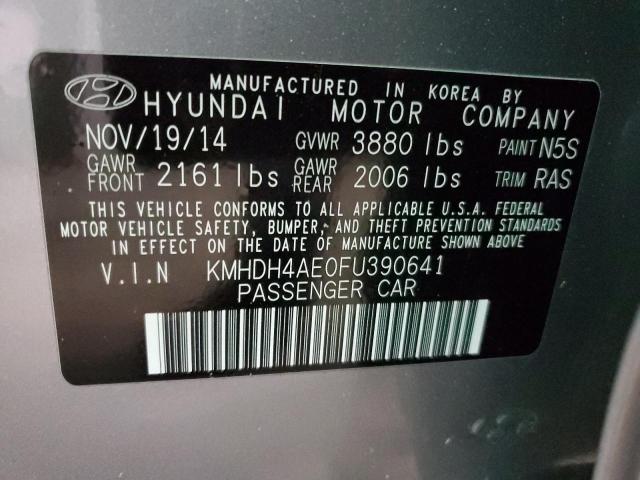 MANUFACTURED IN KOREA BY
HYUNDAI MOTOR COMPANY
NOV/19/14 GVWR 3880 lbs PAINT N5S
GAWR FRONT 2161 lbs GAWR REAR 2006 lbs TRIM RAS
THIS VEHICLE CONFORMS TO ALL APPLICABLE U.S.A. FEDERAL
MOTOR VEHICLE SAFETY, BUMPER, AND THEFT PREVENTION STANDARDS
IN EFFECT ON THE DATE OF MANUFACTURE SHOWN ABOVE
V.I.N KMHDH4AE0FU390641
PASSENGER CAR